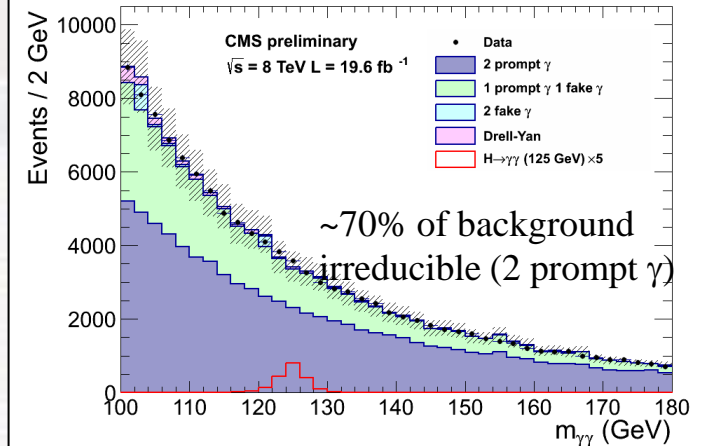 10000
8000
6000
4000
2000
0
Events / 2 GeV
CMS preliminary
√s = 8 TeV L = 19.6 fb -1
Data
2 prompt γ
1 prompt γ 1 fake γ
2 fake γ
Drell-Yan
H→γγ (125 GeV) ×5
~70% of background
irreducible (2 prompt γ)
100 110 120 130 140 150 160 170 180
mγγ (GeV)